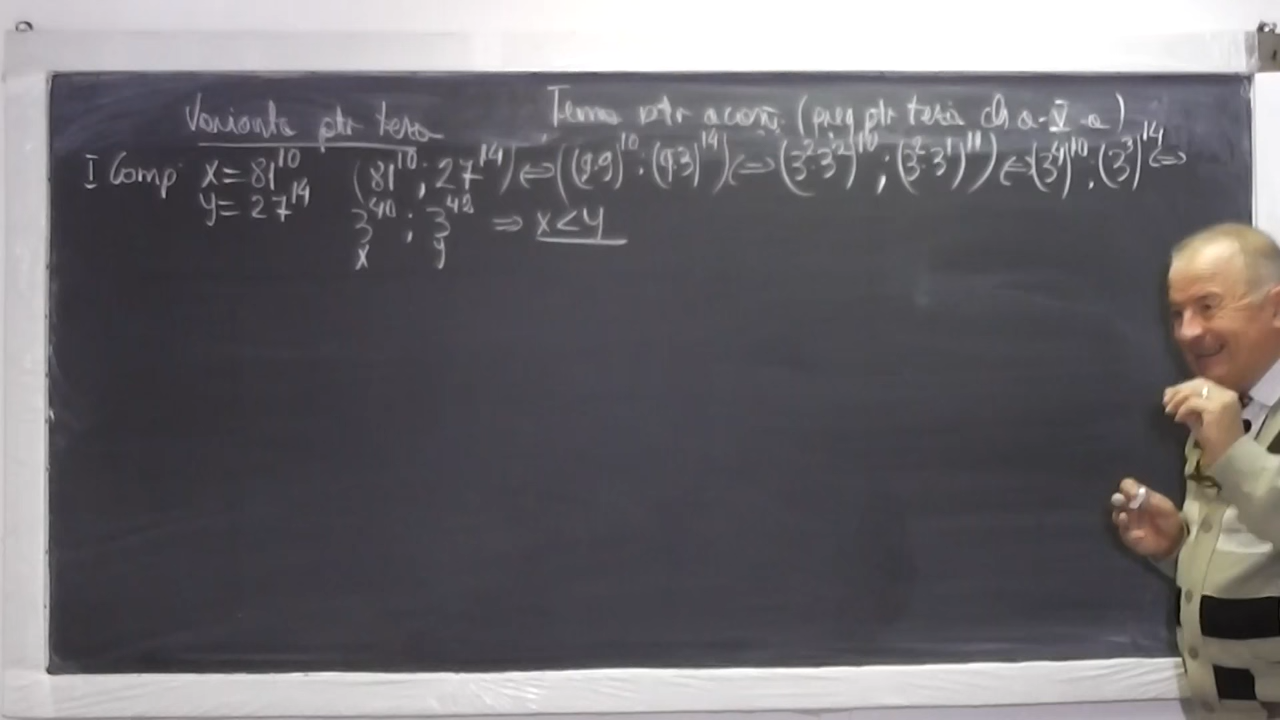 Varianta ptr teza
Tema ptr acasă (preg ptr teză cls a-V-a)
I Comp: x=81^10 (81^10 ; 27^14) ⇔ ((9·9)^10 ; (9·3)^14) ⇔ (3^2·3^2)^10 ; (3^2·3^1)^14) ⇔ (3^4)^10 ; (3^3)^14 ⇔
y=27^14 3^40 ; 3^42 ⇒ x<y
x y